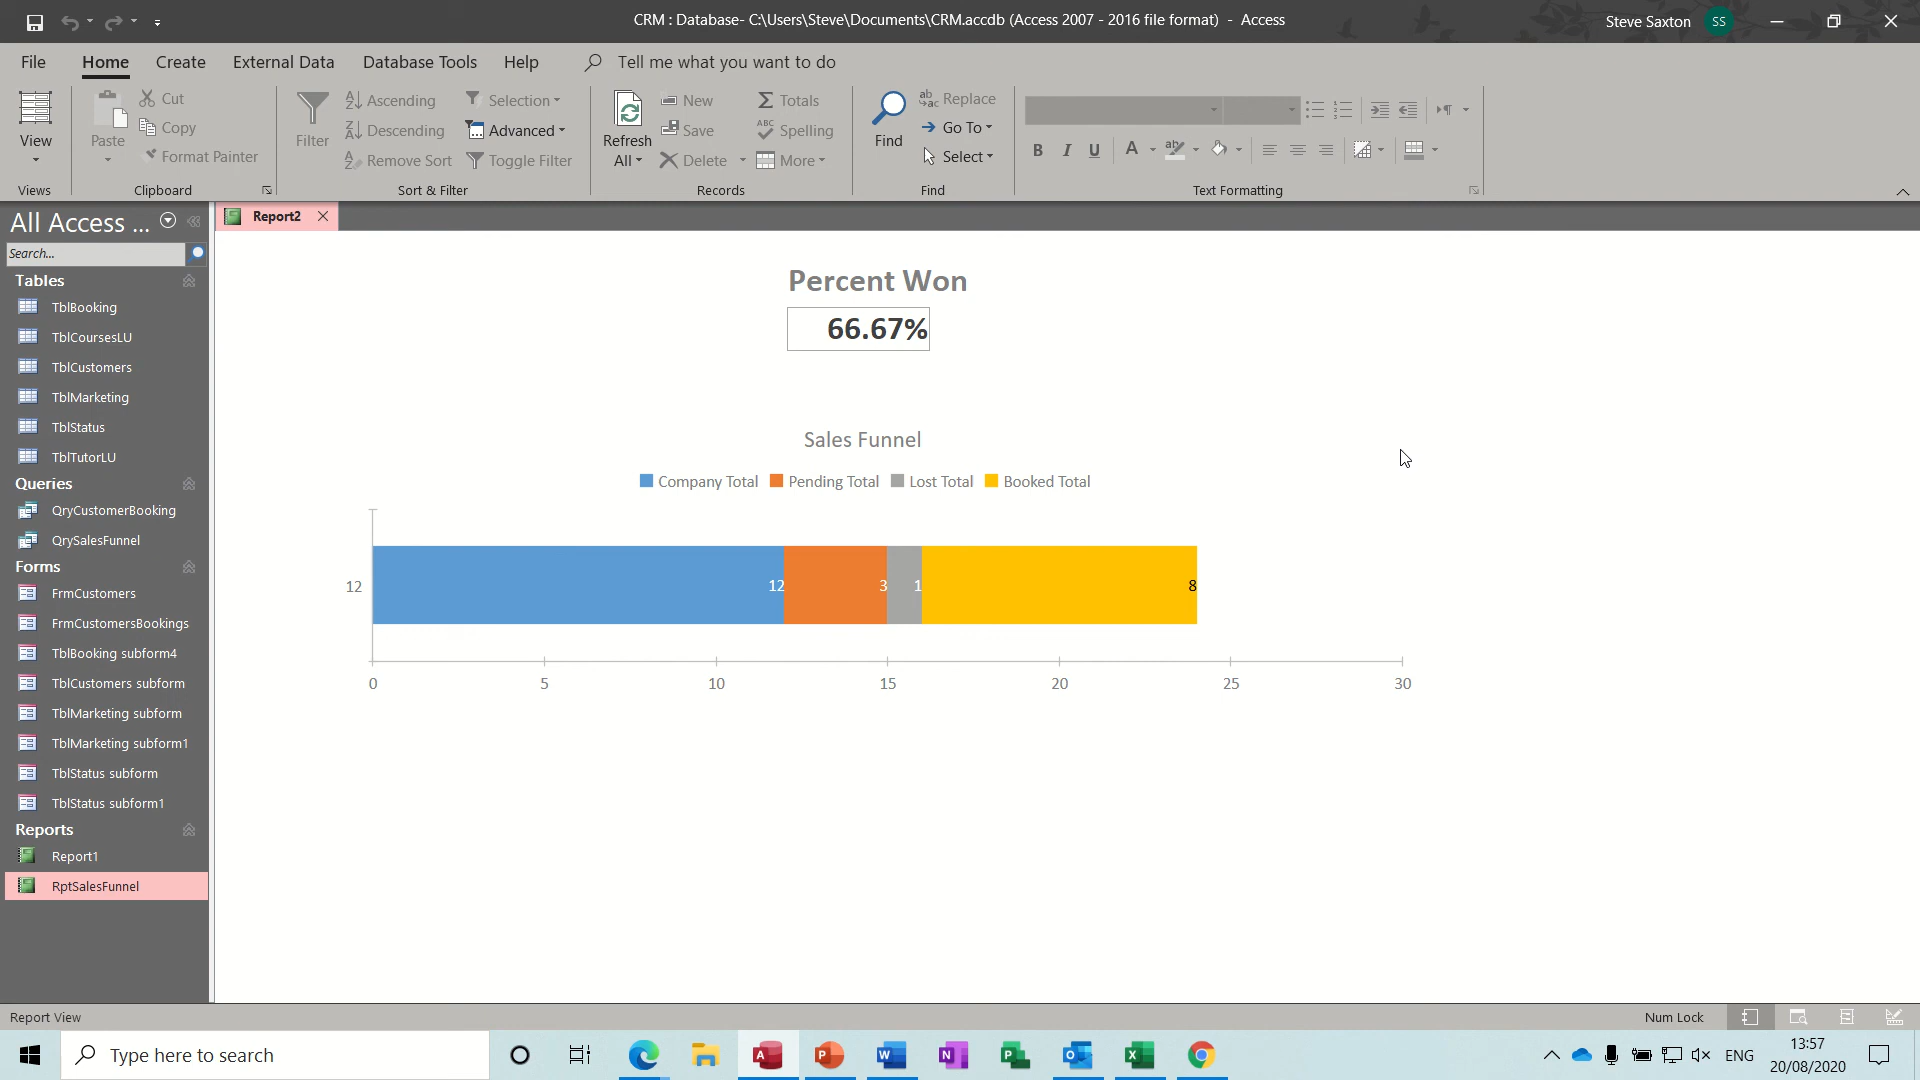 CRM : Database- C:\Users\Steve\Documents\CRM.accdb (Access 2007 - 2016 file format) - Access
Steve Saxton
SS
File
Home
Create
External Data
Database Tools
Help
Tell me what you want to do
View
Views
Paste
Cut
Copy
Format Painter
Clipboard
Filter
Ascending
Descending
Remove Sort
Selection
Advanced
Toggle Filter
Sort & Filter
Refresh
All
New
Save
Delete
Totals
Spelling
More
Records
Find
Replace
Go To
Select
Find
B I U
Text Formatting
All Access ...
Search...
Tables
TblBooking
TblCoursesLU
TblCustomers
TblMarketing
TblStatus
TblTutorLU
Queries
QryCustomerBooking
QrySalesFunnel
Forms
FrmCustomers
FrmCustomersBookings
TblBooking subform4
TblCustomers subform
TblMarketing subform
TblMarketing subform1
TblStatus subform
TblStatus subform1
Reports
Report1
RptSalesFunnel
Report2
Percent Won
66.67%
Sales Funnel
Company Total Pending Total Lost Total Booked Total
12
12 3 1 8
0 5 10 15 20 25 30
Report View
Num Lock
Type here to search
ENG
13:57
20/08/2020